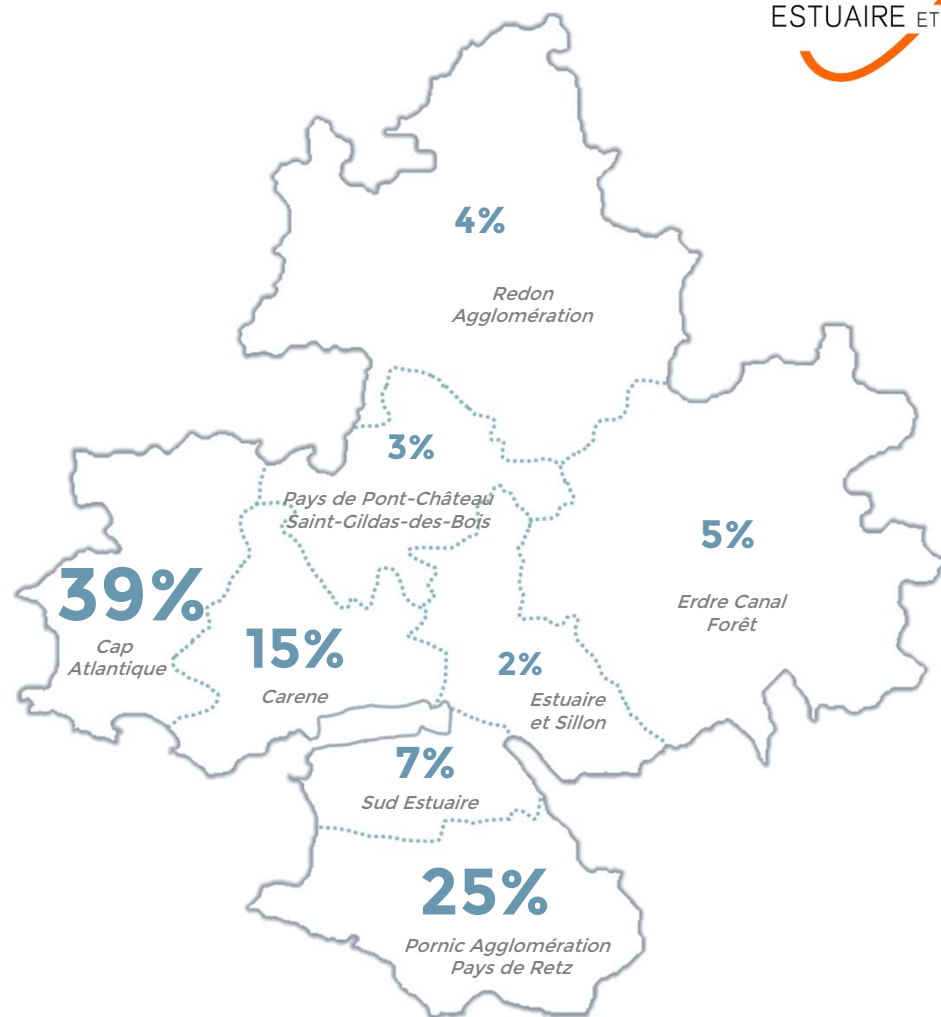 ESTUAIRE ET
4%
Redon
Agglomération
3%
Pays de Pont-Château
Saint-Gildas-des-Bois
5%
Erdre Canal
Forêt
39%
Cap
Atlantique
15%
Carene
2%
Estuaire
et Sillon
7%
Sud Estuaire
25%
Pornic Agglomération
Pays de Retz